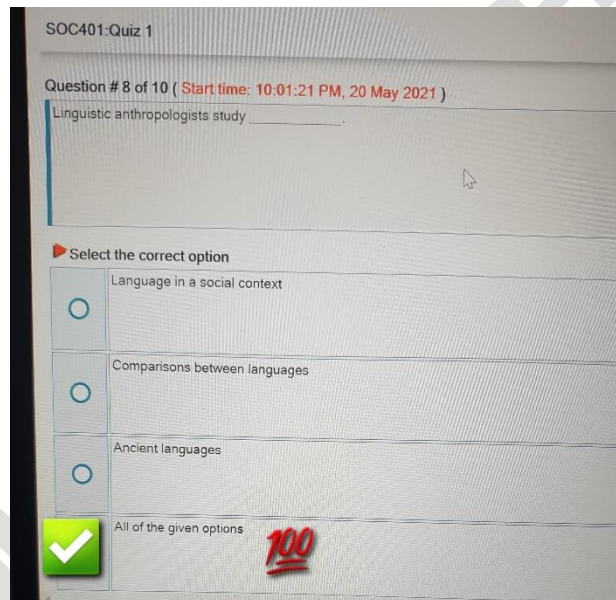 SOC401:Quiz 1
Question # 8 of 10 ( Start time: 10:01:21 PM, 20 May 2021 )
Linguistic anthropologists study ____________.
Select the correct option
Language in a social context
Comparisons between languages
Ancient languages
All of the given options
100